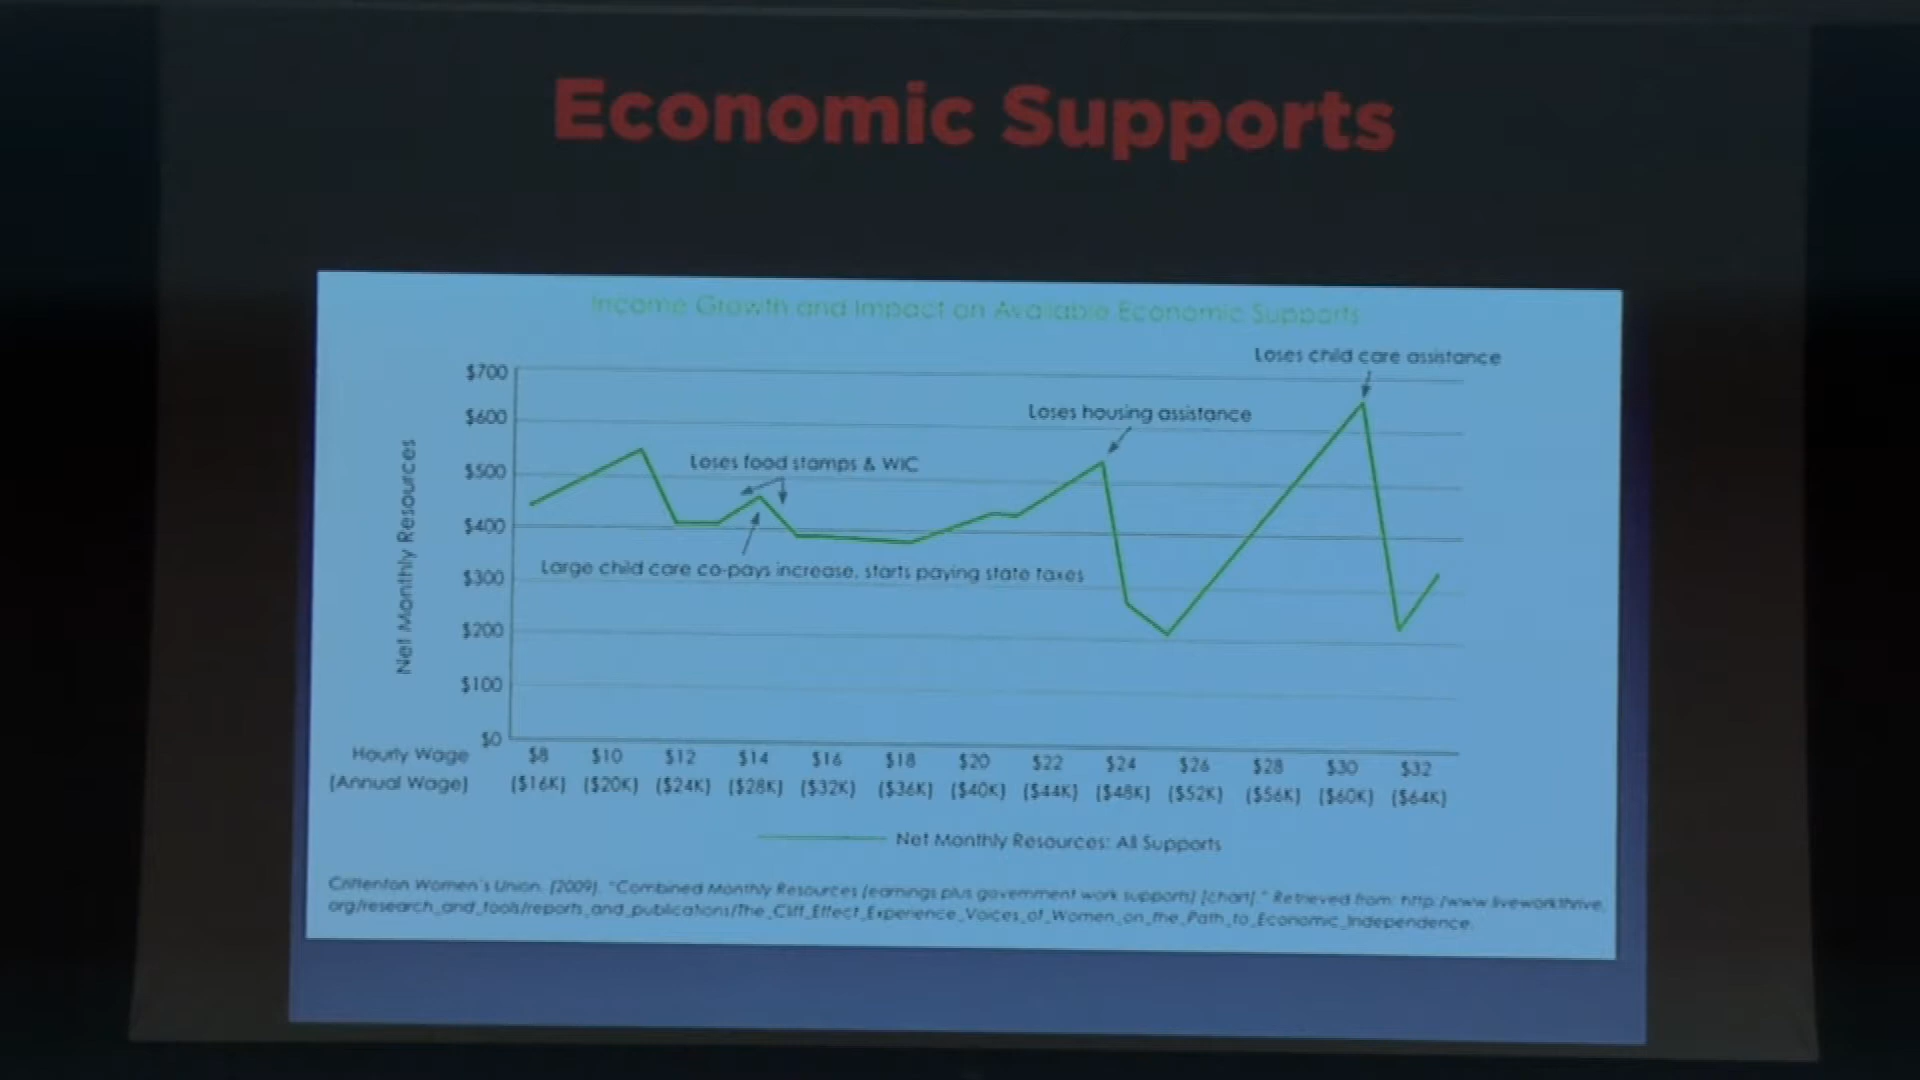 Economic Supports
Income Growth and Impact on Available Economic Supports
Loses child care assistance
$700
Loses housing assistance
$600
Loses food stamps & WIC
$500
$400
Large child care co-pays increase, starts paying state taxes
$300
$200
$100
$0
Net Monthly Resources
Hourly Wage $8 $10 $12 $14 $16 $18 $20 $22 $24 $26 $28 $30 $32
(Annual Wage) ($16K) ($20K) ($24K) ($28K) ($32K) ($36K) ($40K) ($44K) ($48K) ($52K) ($56K) ($60K) ($64K)
Net Monthly Resources: All Supports
Crittenton Women's Union. (2009). "Combined Monthly Resources (earnings plus government work supports) [chart]." Retrieved from: http:/www.liveworkthrive.
org/research_and_tools/reports_and_publications/The_Cliff_Effect_Experience_Voices_of_Women_on_the_Path_to_Economic_Independence.